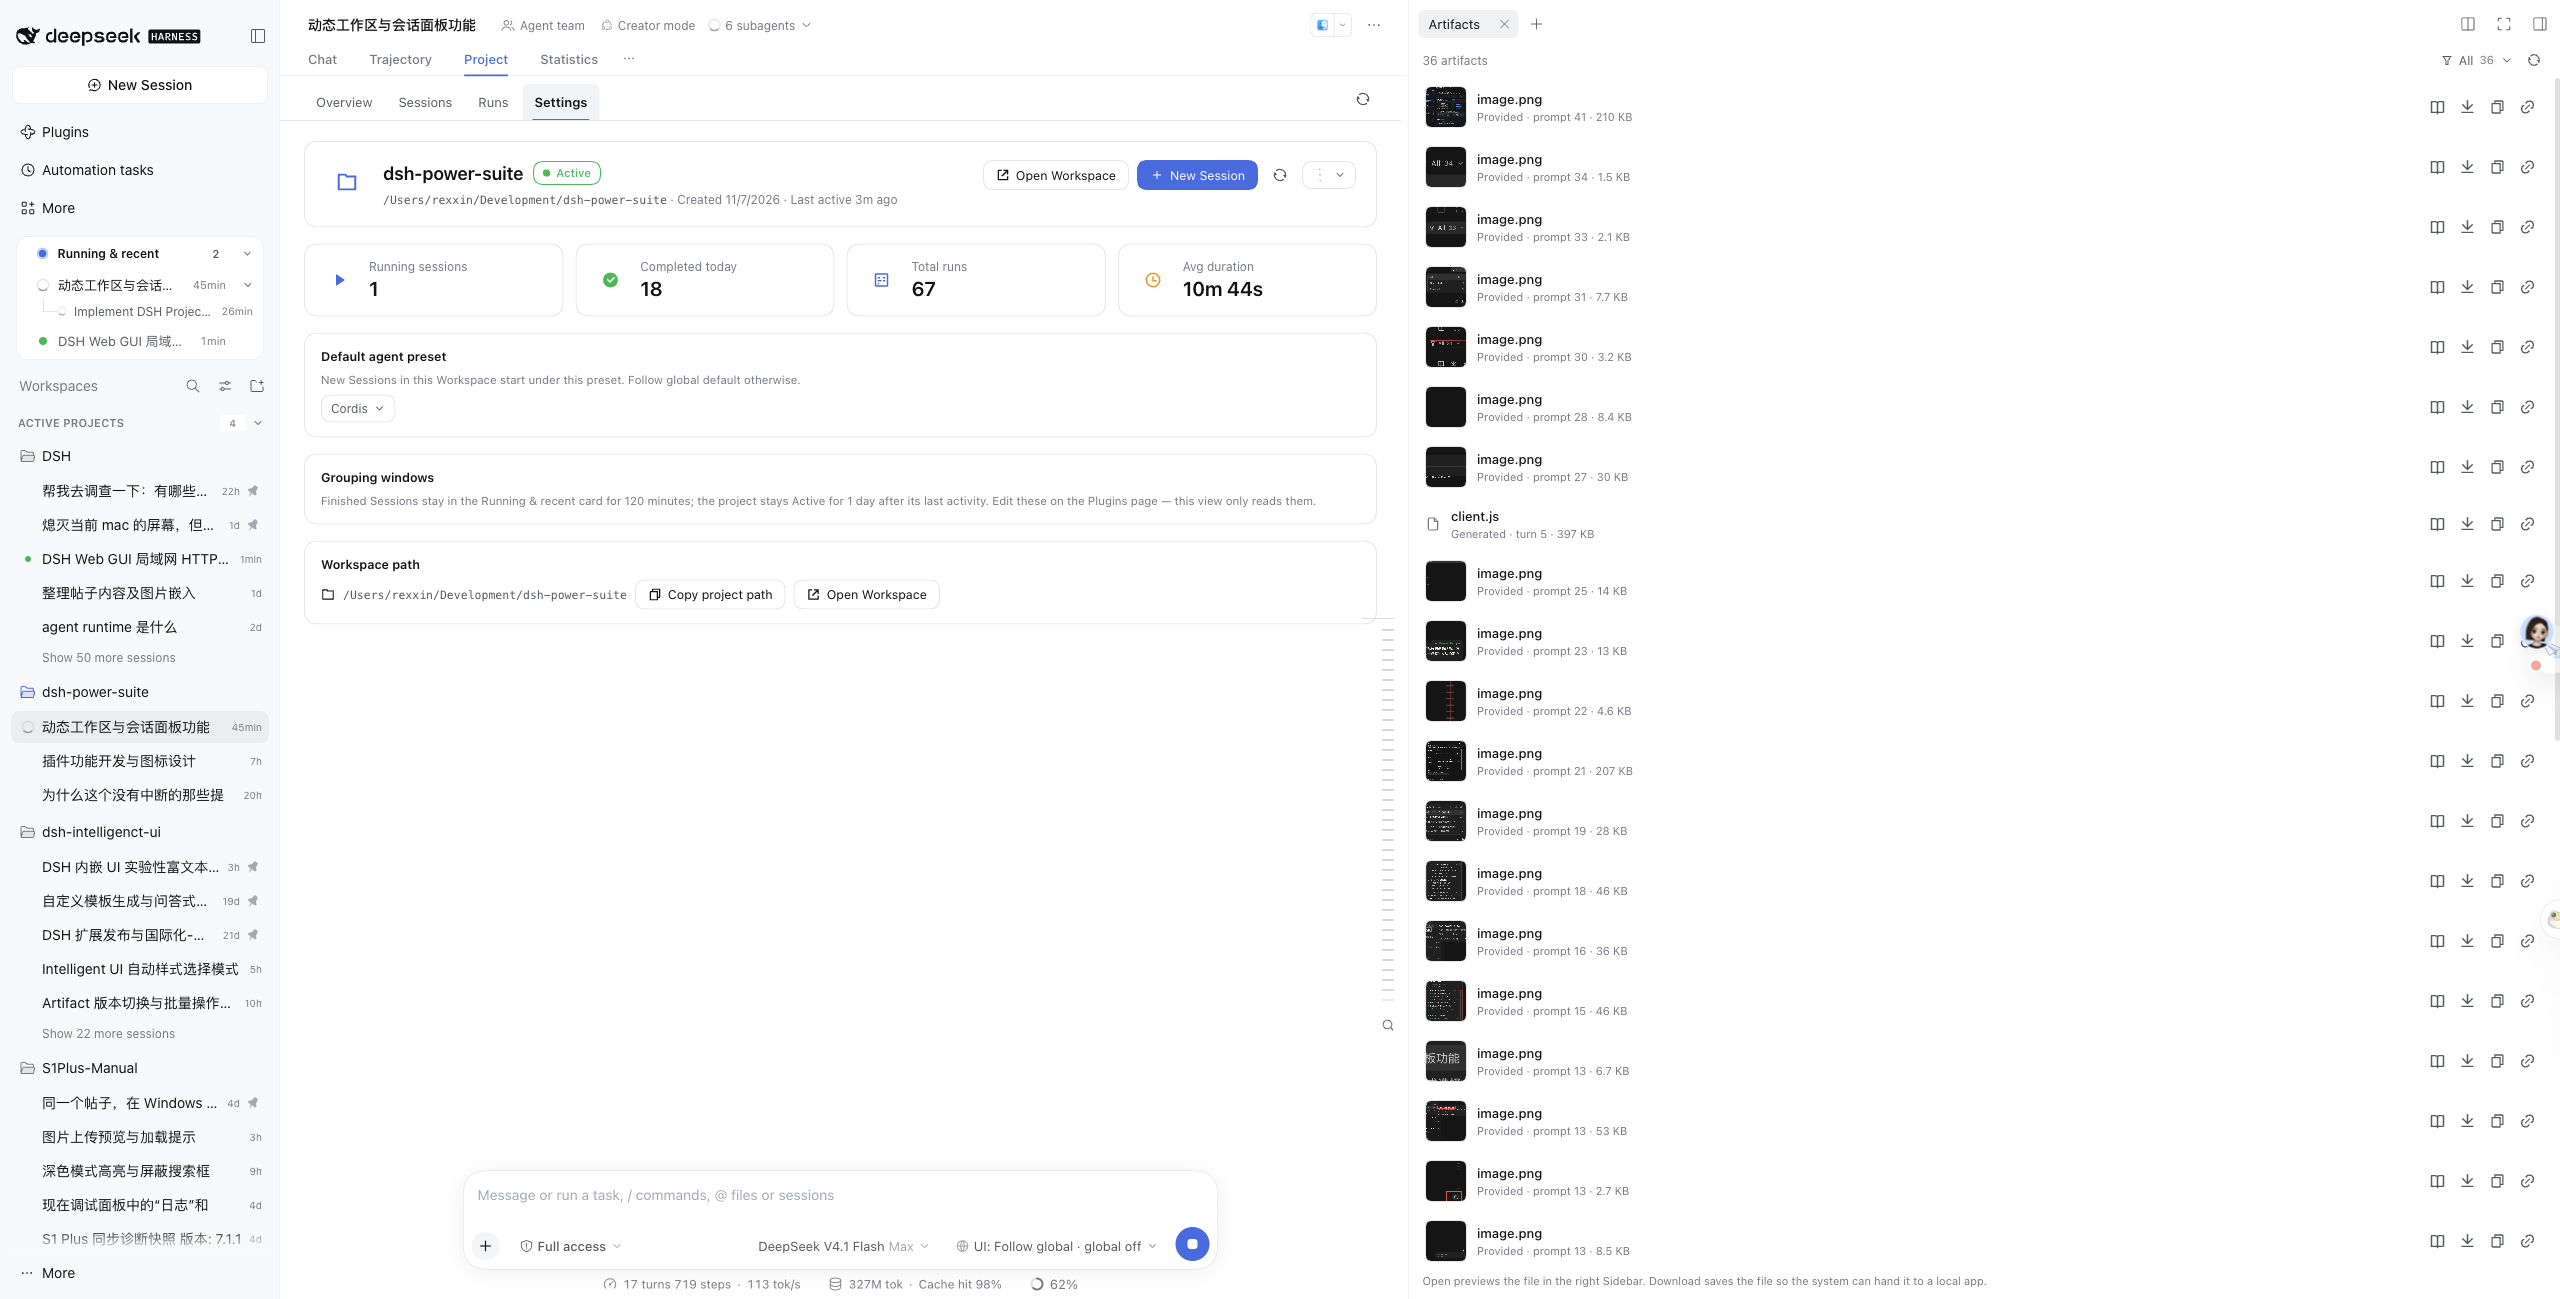 deepseek HARNESS
New Session
Plugins
Automation tasks
More
Running & recent 2
动态工作区与会话... 45min
Implement DSH Projec... 26min
DSH Web GUI 局域... 1min
Workspaces
ACTIVE PROJECTS 4
DSH
帮我去调查一下：有哪些... 22h
熄灭当前 mac 的屏幕，但... 1d
DSH Web GUI 局域网 HTTP... 1min
整理帖子内容及图片嵌入 1d
agent runtime 是什么 2d
Show 50 more sessions
dsh-power-suite
动态工作区与会话面板功能 45min
插件功能开发与图标设计 7h
为什么这个没有中断的那些提 20h
dsh-intelligenct-ui
DSH 内嵌 UI 实验性富文本... 3h
自定义模板生成与问答式... 19d
DSH 扩展发布与国际化-... 21d
Intelligent UI 自动样式选择模式 5h
Artifact 版本切换与批量操作... 10h
Show 22 more sessions
S1Plus-Manual
同一个帖子，在 Windows ... 4d
图片上传预览与加载提示 3h
深色模式高亮与屏蔽搜索框 9h
现在调试面板中的“日志”和 4d
S1 Plus 同步诊断快照 版本: 7.1.1 4d
... More
动态工作区与会话面板功能 Agent team Creator mode 6 subagents
Chat Trajectory Project Statistics ...
Overview Sessions Runs Settings
dsh-power-suite Active
/Users/rexxin/Development/dsh-power-suite · Created 11/7/2026 · Last active 3m ago
Open Workspace + New Session
Running sessions
1
Completed today
18
Total runs
67
Avg duration
10m 44s
Default agent preset
New Sessions in this Workspace start under this preset. Follow global default otherwise.
Cordis
Grouping windows
Finished Sessions stay in the Running & recent card for 120 minutes; the project stays Active for 1 day after its last activity. Edit these on the Plugins page — this view only reads them.
Workspace path
/Users/rexxin/Development/dsh-power-suite Copy project path Open Workspace
Message or run a task, / commands, @ files or sessions
Full access DeepSeek V4.1 Flash Max UI: Follow global · global off
17 turns 719 steps · 113 tok/s 327M tok · Cache hit 98% 62%
Artifacts
36 artifacts All 36
image.png
Provided · prompt 41 · 210 KB
All 34
image.png
Provided · prompt 34 · 1.5 KB
All 33
image.png
Provided · prompt 33 · 2.1 KB
image.png
Provided · prompt 31 · 7.7 KB
image.png
Provided · prompt 30 · 3.2 KB
image.png
Provided · prompt 28 · 8.4 KB
image.png
Provided · prompt 27 · 30 KB
client.js
Generated · turn 5 · 397 KB
image.png
Provided · prompt 25 · 14 KB
image.png
Provided · prompt 23 · 13 KB
image.png
Provided · prompt 22 · 4.6 KB
image.png
Provided · prompt 21 · 207 KB
image.png
Provided · prompt 19 · 28 KB
image.png
Provided · prompt 18 · 46 KB
image.png
Provided · prompt 16 · 36 KB
image.png
Provided · prompt 15 · 46 KB
板功能
image.png
Provided · prompt 13 · 6.7 KB
image.png
Provided · prompt 13 · 53 KB
image.png
Provided · prompt 13 · 2.7 KB
image.png
Provided · prompt 13 · 8.5 KB
Open previews the file in the right Sidebar. Download saves the file so the system can hand it to a local app.